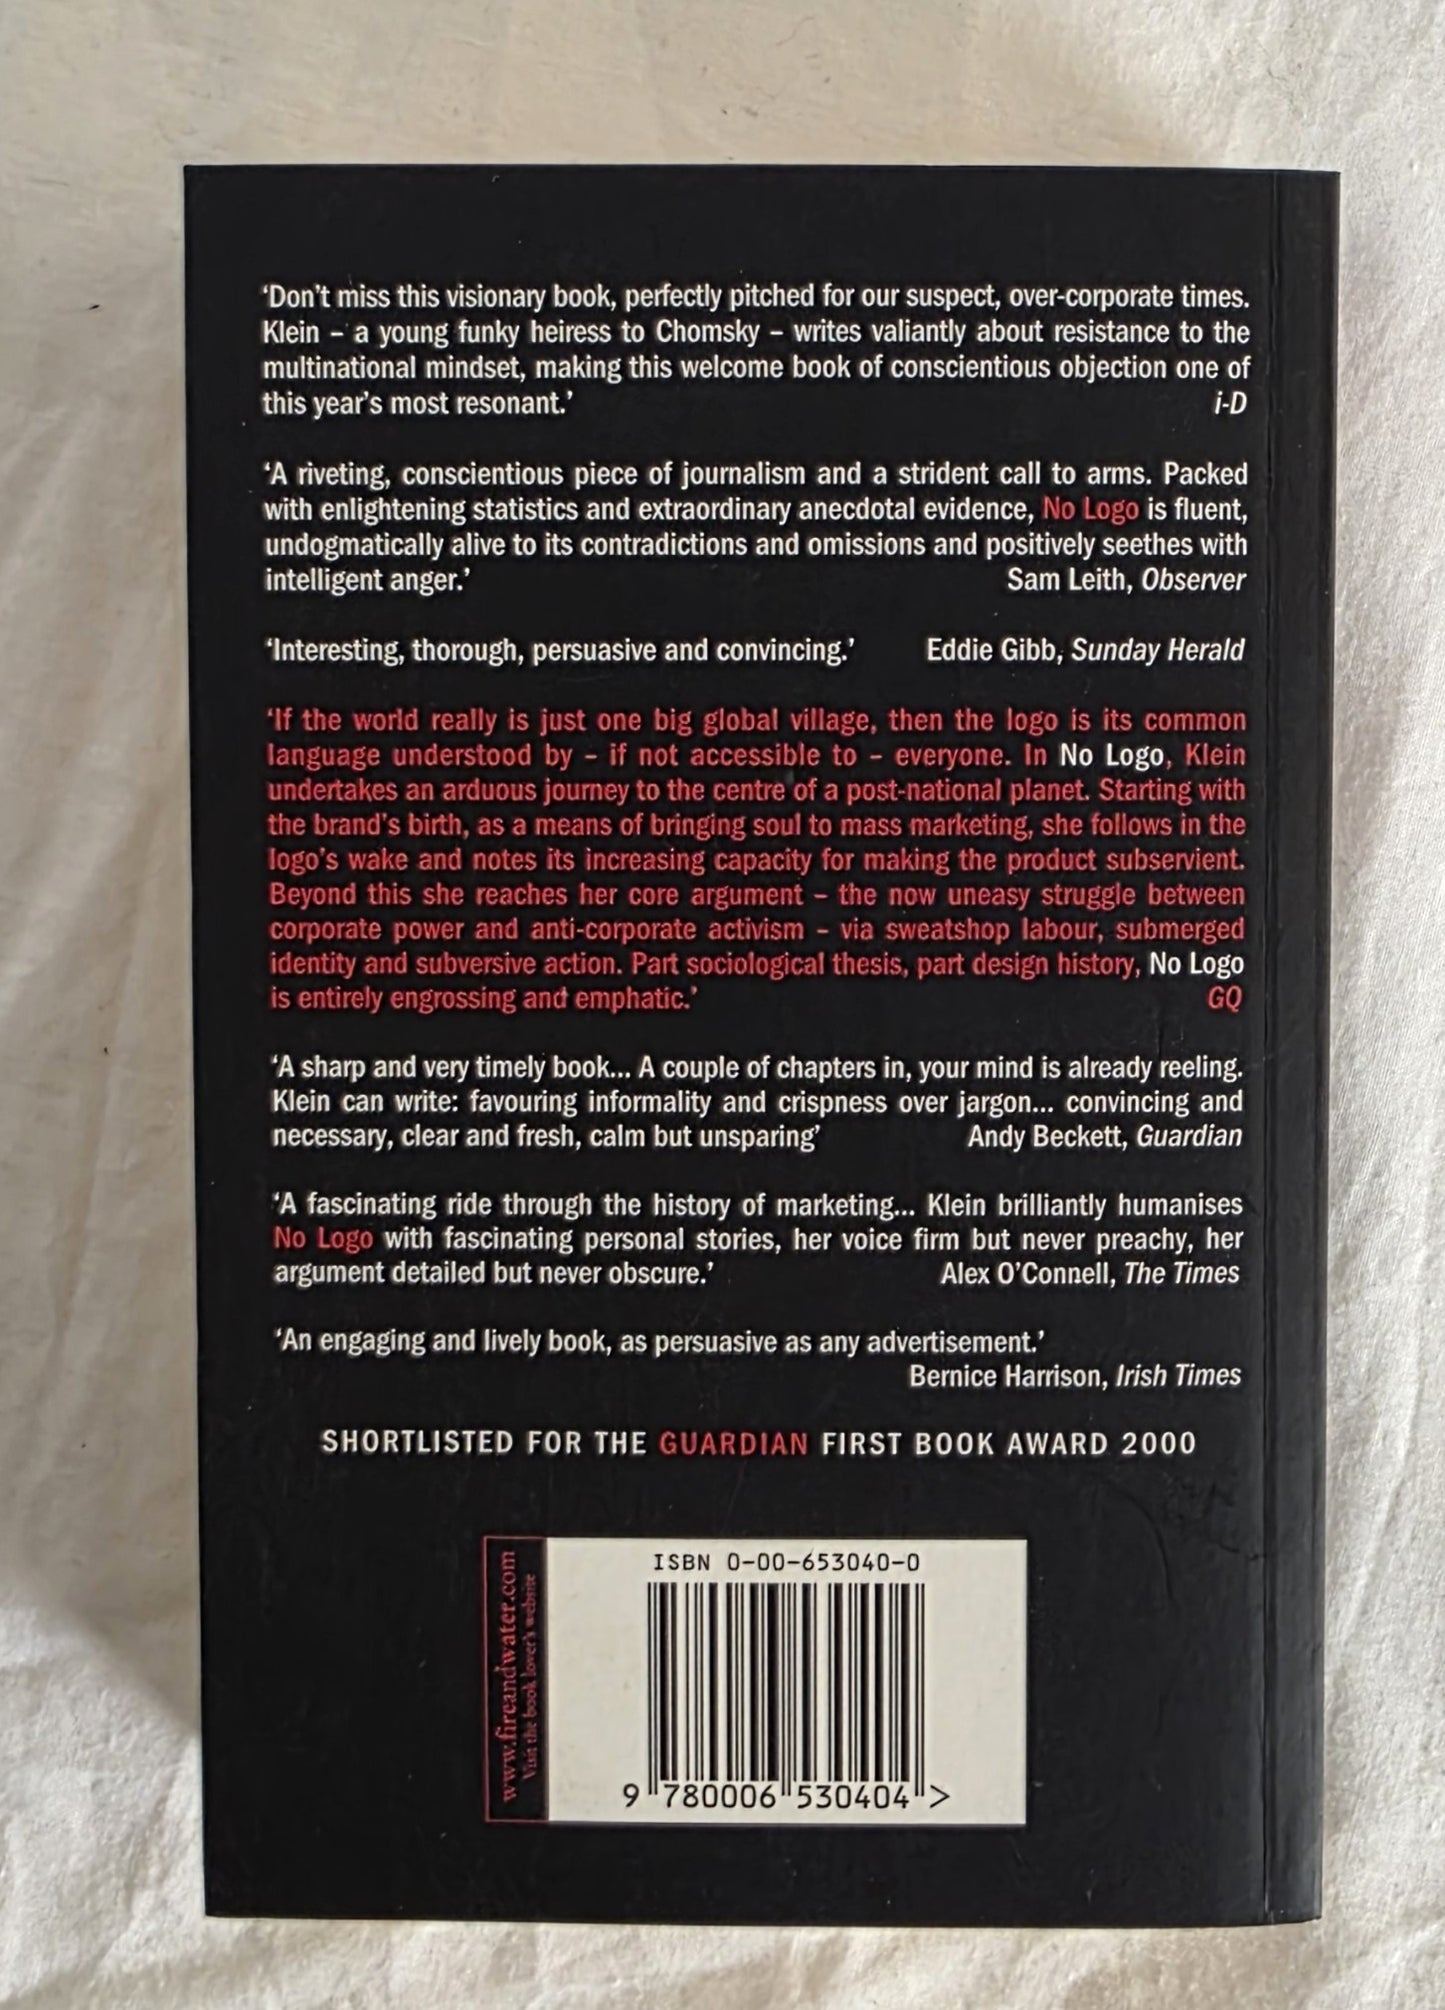 ‘Don’t miss this visionary book, perfectly pitched for our suspect, over-corporate times.
Klein – a young funky heiress to Chomsky – writes valiantly about resistance to the
multinational mindset, making this welcome book of conscientious objection one of
this year’s most resonant.’ i-D
‘A riveting, conscientious piece of journalism and a strident call to arms. Packed
with enlightening statistics and extraordinary anecdotal evidence, No Logo is fluent,
undogmatically alive to its contradictions and omissions and positively seethes with
intelligent anger.’ Sam Leith, Observer
‘Interesting, thorough, persuasive and convincing.’ Eddie Gibb, Sunday Herald
‘If the world really is just one big global village, then the logo is its common
language understood by – if not accessible to – everyone. In No Logo, Klein
undertakes an arduous journey to the centre of a post-national planet. Starting with
the brand’s birth, as a means of bringing soul to mass marketing, she follows in the
logo’s wake and notes its increasing capacity for making the product subservient.
Beyond this she reaches her core argument – the now uneasy struggle between
corporate power and anti-corporate activism – via sweatshop labour, submerged
identity and subversive action. Part sociological thesis, part design history, No Logo
is entirely engrossing and emphatic.’ GQ
‘A sharp and very timely book... A couple of chapters in, your mind is already reeling.
Klein can write: favouring informality and crispness over jargon... convincing and
necessary, clear and fresh, calm but unsparing’ Andy Beckett, Guardian
‘A fascinating ride through the history of marketing... Klein brilliantly humanises
No Logo with fascinating personal stories, her voice firm but never preachy, her
argument detailed but never obscure.’ Alex O’Connell, The Times
‘An engaging and lively book, as persuasive as any advertisement.’
Bernice Harrison, Irish Times
SHORTLISTED FOR THE GUARDIAN FIRST BOOK AWARD 2000
www.fireandwater.com
Visit the book lover’s website
ISBN 0-00-653040-0
9 780006 530404 >